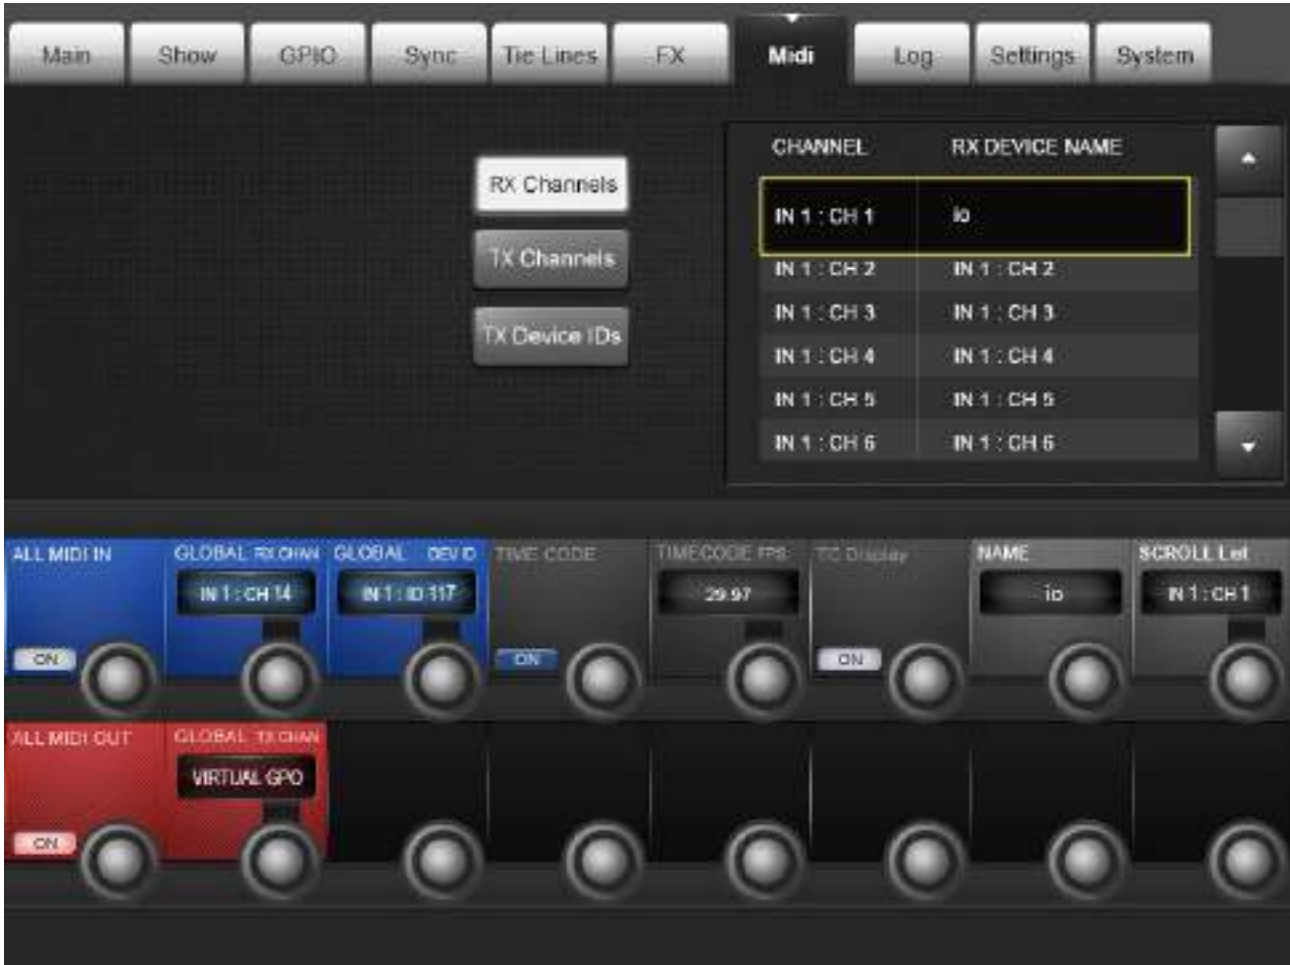 Main Show GPIO Sync Tie Lines FX Midi Log Settings System
CHANNEL RX DEVICE NAME
RX Channels
IN 1 : CH 1 io
TX Channels
IN 1 : CH 2 IN 1 : CH 2
IN 1 : CH 3 IN 1 : CH 3
TX Device IDs
IN 1 : CH 4 IN 1 : CH 4
IN 1 : CH 5 IN 1 : CH 5
IN 1 : CH 6 IN 1 : CH 6
ALL MIDI IN GLOBAL RX CHAN GLOBAL DEV ID TIME CODE TIMECODE FPS TC Display NAME SCROLL List
IN 1 : CH 14 IN 1 : ID 117 29.97 io IN 1 : CH 1
ON ON ON
ALL MIDI OUT GLOBAL TX CHAN
VIRTUAL GPO
ON